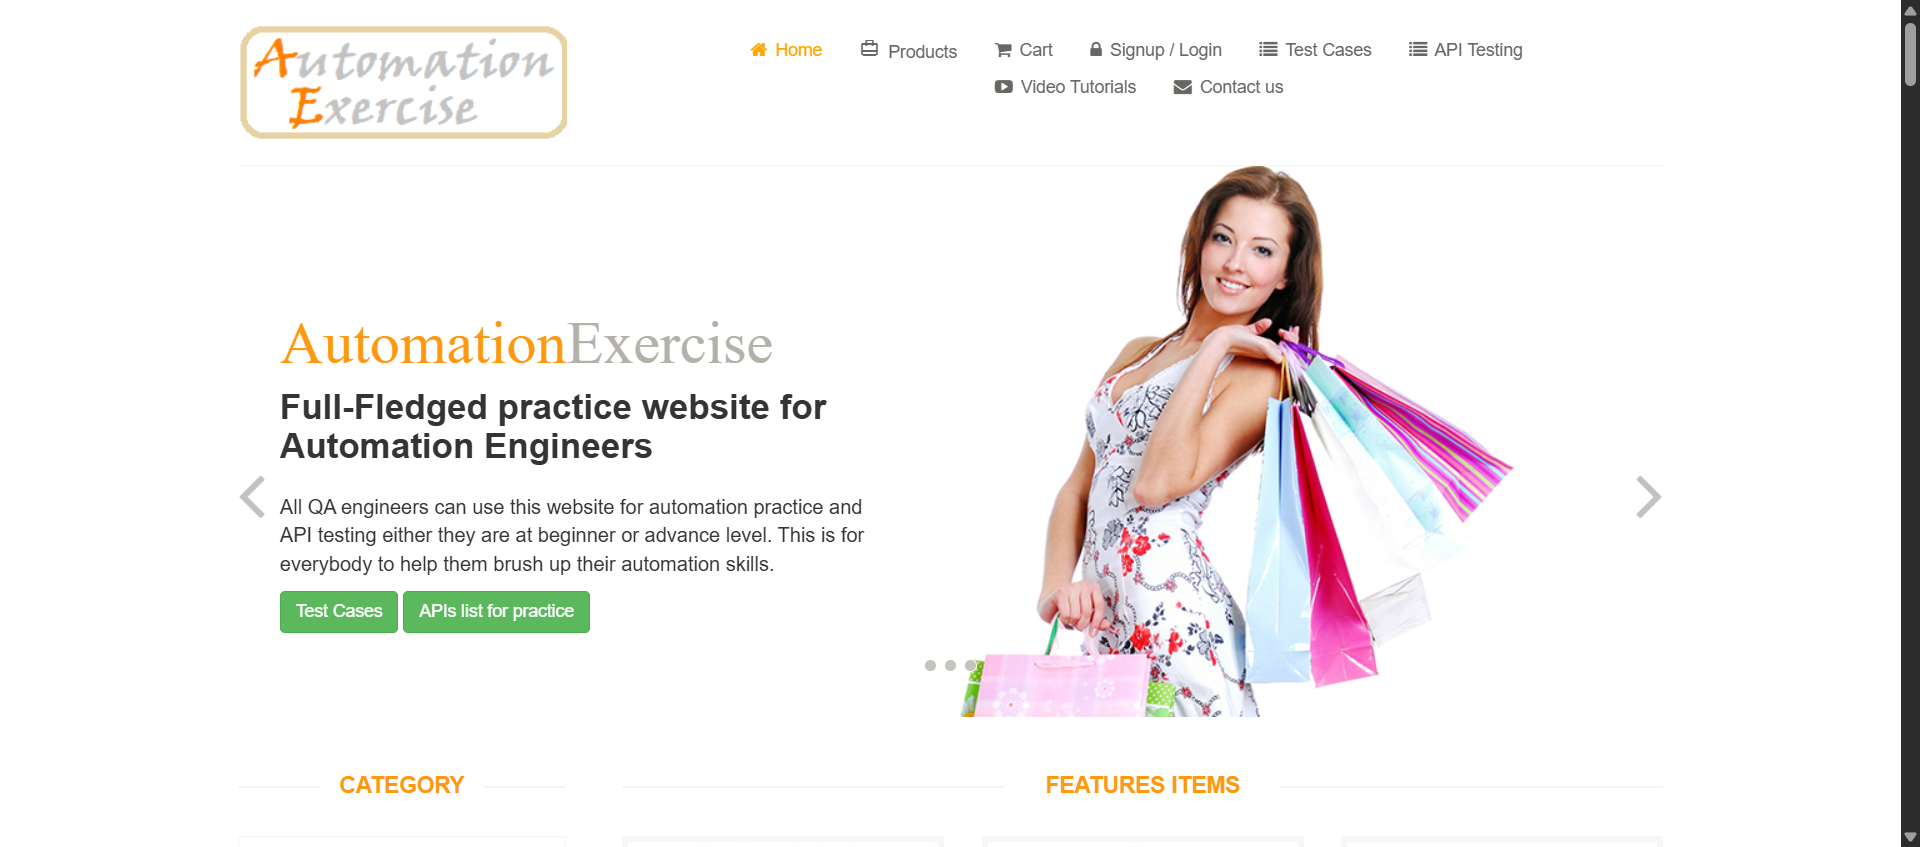 Automation
Exercise
Home
Products
Cart
Signup / Login
Test Cases
API Testing
Video Tutorials
Contact us
AutomationExercise
Full-Fledged practice website for
Automation Engineers
All QA engineers can use this website for automation practice and
API testing either they are at beginner or advance level. This is for
everybody to help them brush up their automation skills.
Test Cases
APIs list for practice
CATEGORY
FEATURES ITEMS